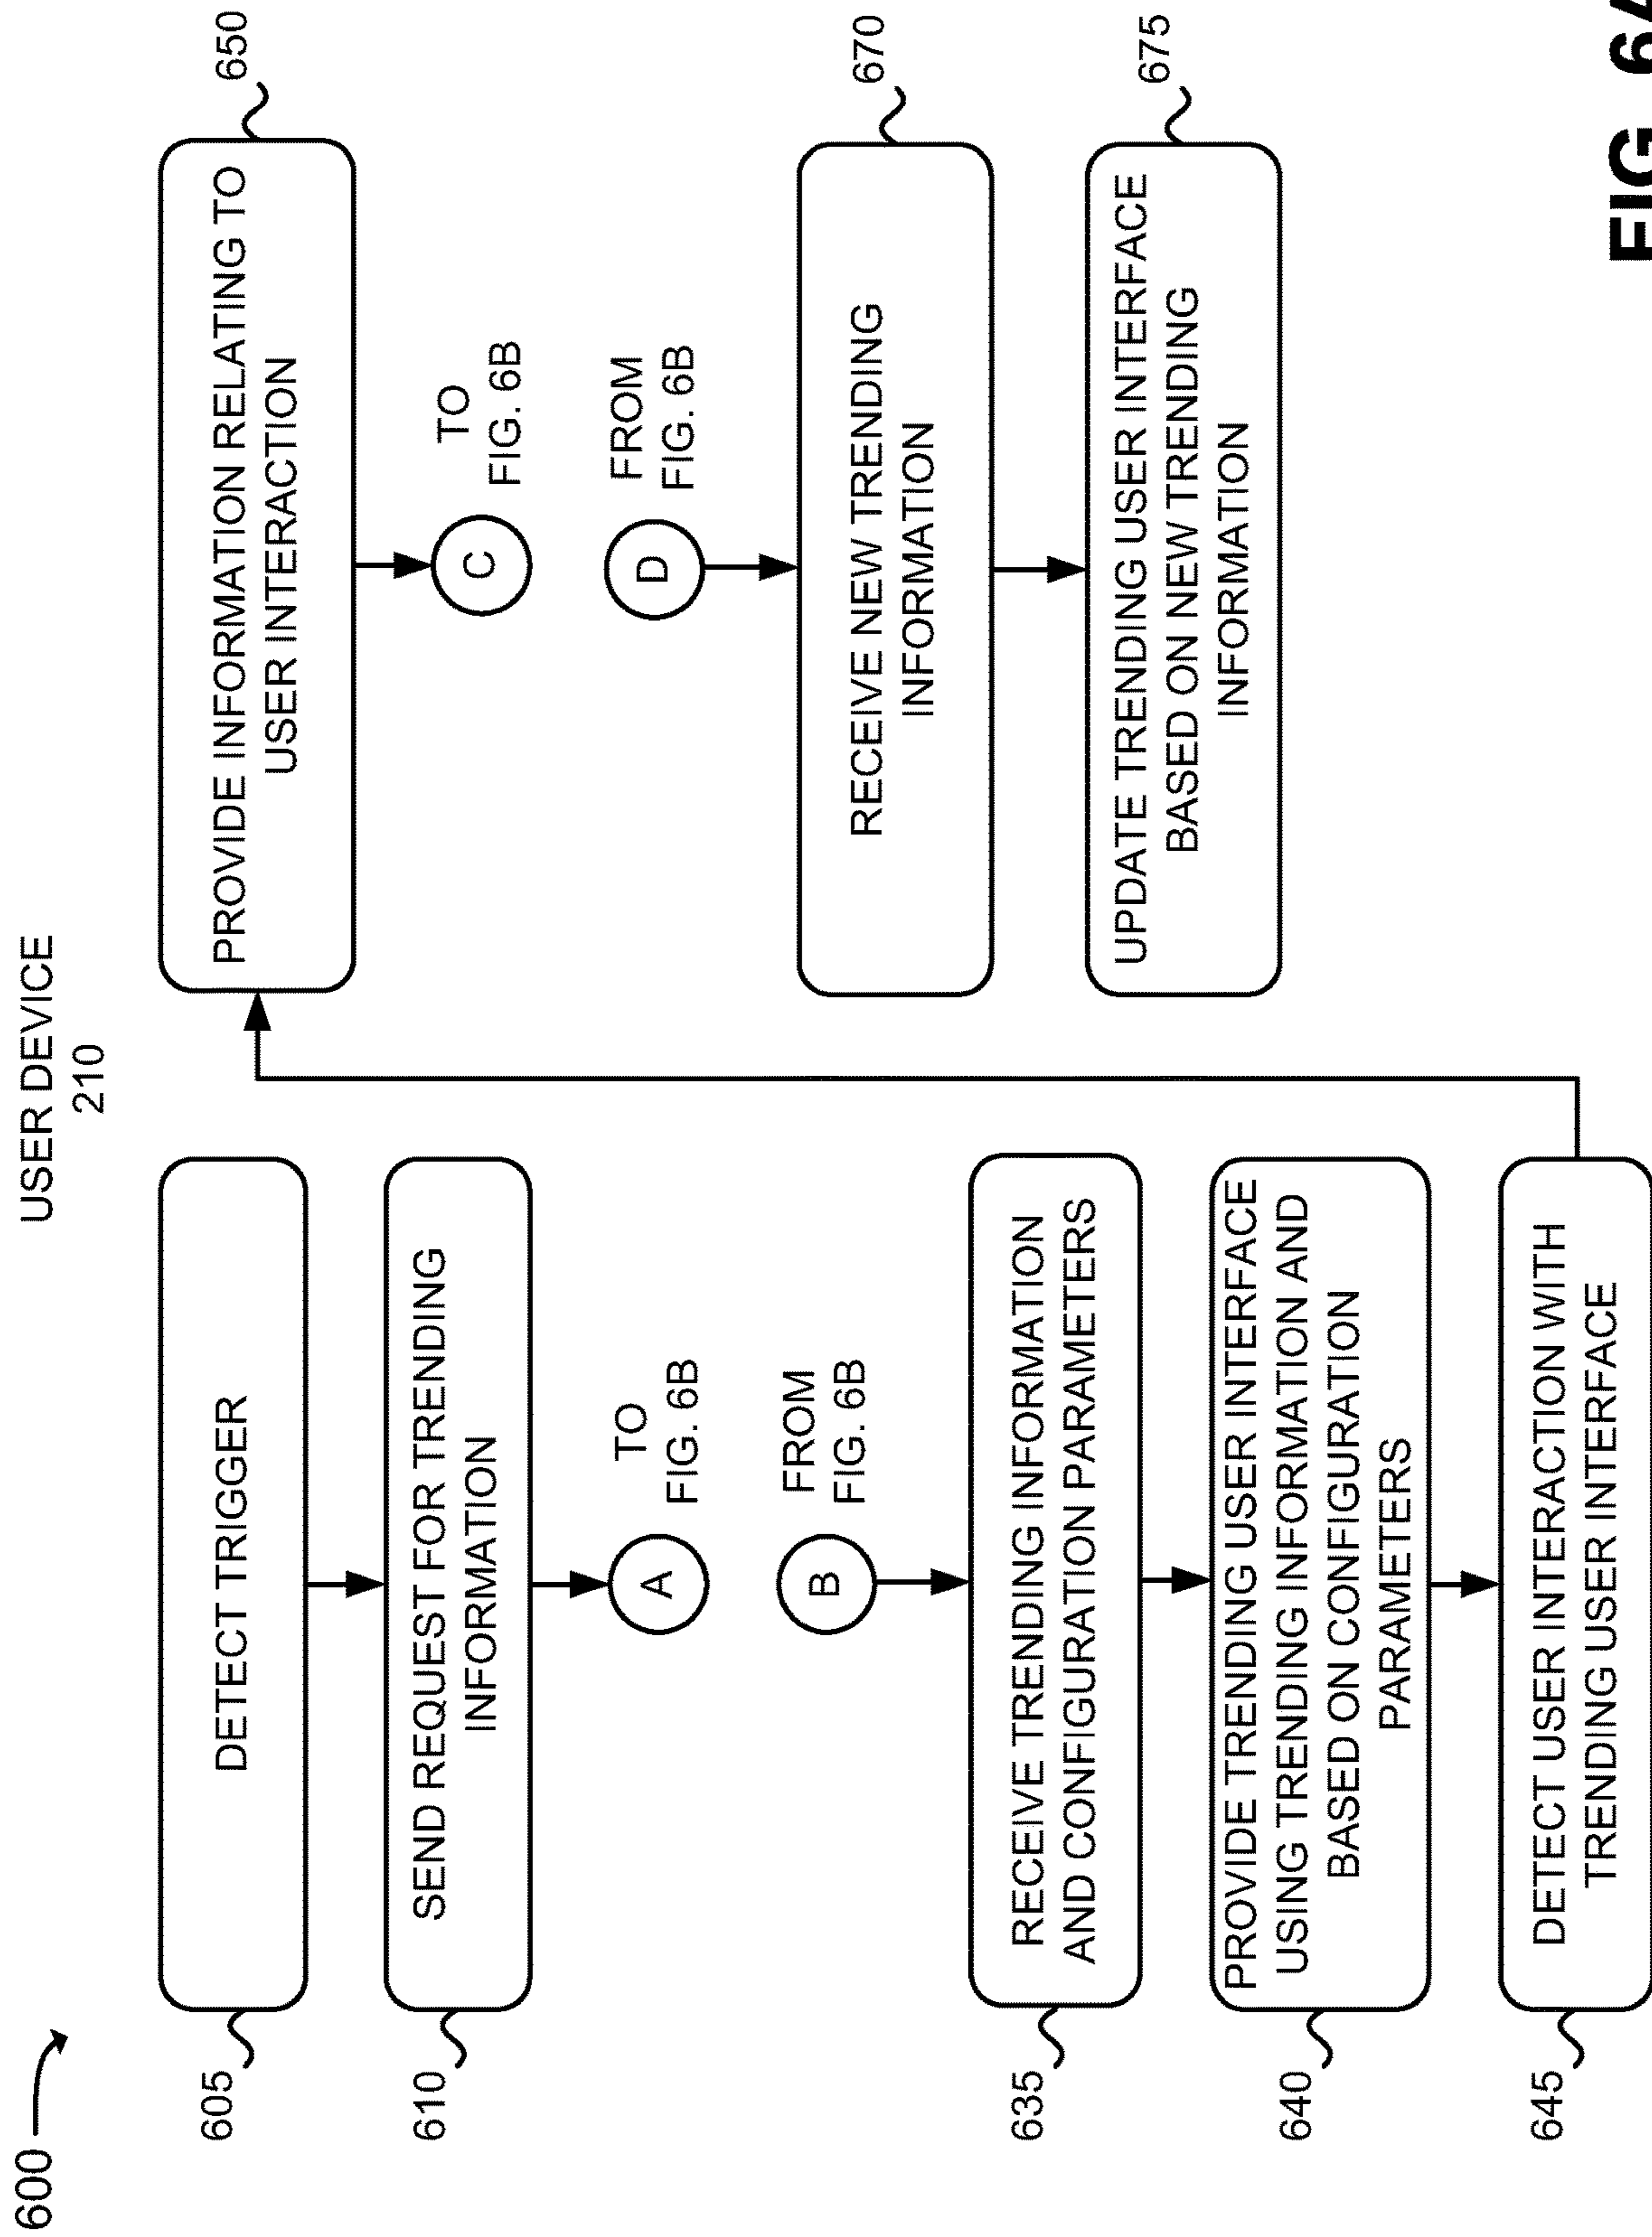 600
USER DEVICE
210
605
DETECT TRIGGER
610
SEND REQUEST FOR TRENDING
INFORMATION
A
TO
FIG. 6B
B
FROM
FIG. 6B
635
RECEIVE TRENDING INFORMATION
AND CONFIGURATION PARAMETERS
640
PROVIDE TRENDING USER INTERFACE
USING TRENDING INFORMATION AND
BASED ON CONFIGURATION
PARAMETERS
645
DETECT USER INTERACTION WITH
TRENDING USER INTERFACE
650
PROVIDE INFORMATION RELATING TO
USER INTERACTION
C
TO
FIG. 6B
D
FROM
FIG. 6B
670
RECEIVE NEW TRENDING
INFORMATION
675
UPDATE TRENDING USER INTERFACE
BASED ON NEW TRENDING
INFORMATION
FIG. 6A